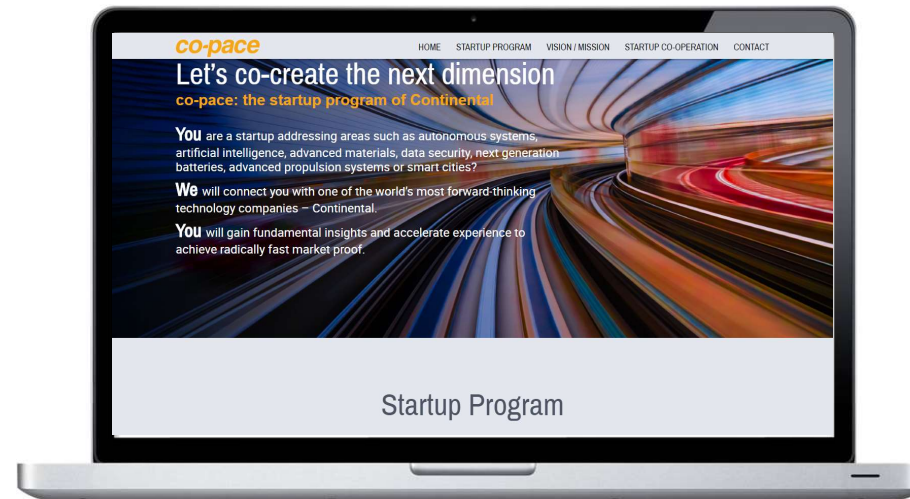 co-pace
HOME STARTUP PROGRAM VISION / MISSION STARTUP CO-OPERATION CONTACT
Let's co-create the next dimension
co-pace: the startup program of Continental
You are a startup addressing areas such as autonomous systems,
artificial intelligence, advanced materials, data security, next generation
batteries, advanced propulsion systems or smart cities?
We will connect you with one of the world's most forward-thinking
technology companies – Continental.
You will gain fundamental insights and accelerate experience to
achieve radically fast market proof.
Startup Program